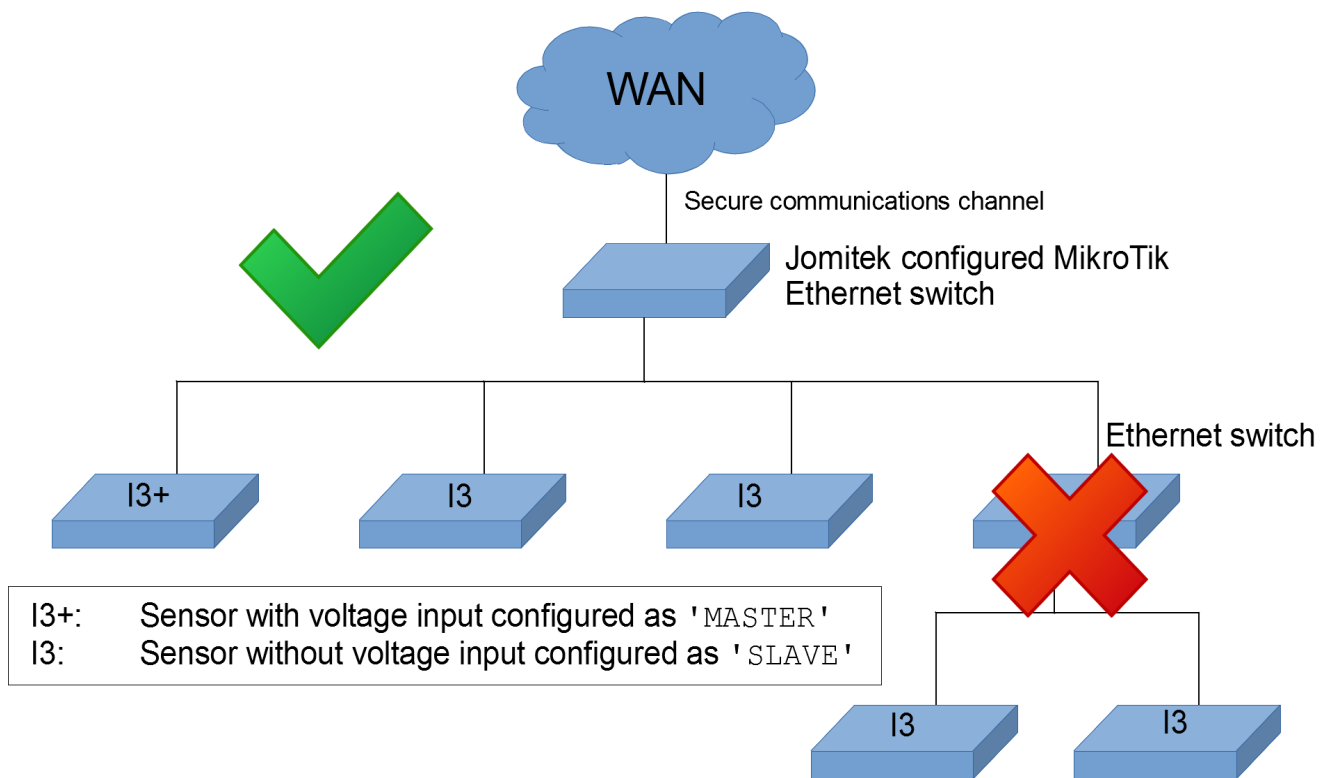 WAN
Secure communications channel
Jomitek configured MikroTik
Ethernet switch
Ethernet switch
I3+
I3
I3
I3+: Sensor with voltage input configured as 'MASTER'
I3: Sensor without voltage input configured as 'SLAVE'
I3
I3